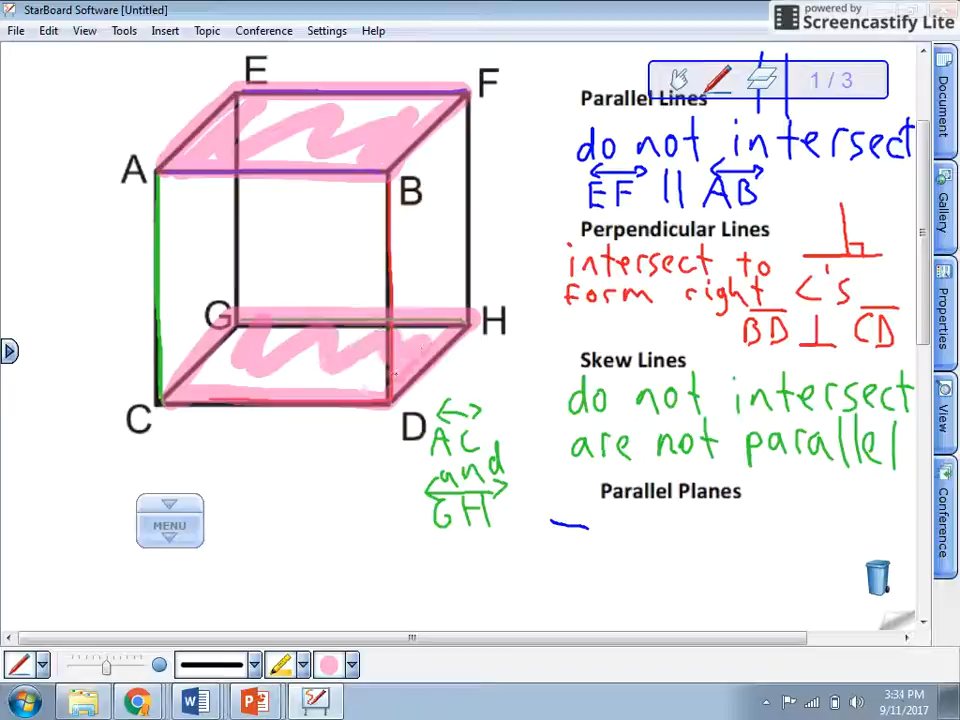 StarBoard Software [Untitled]
powered by
Screencastify Lite
File Edit View Tools Insert Topic Conference Settings Help
1 / 3
E
F
A
B
G
H
C
D
Parallel Lines
do not intersect
EF || AB
Perpendicular Lines
intersect to
form right <'s
BD ⊥ CD
Skew Lines
do not intersect
are not parallel
AC
and
GH
Parallel Planes
MENU
Document
Gallery
Properties
View
Conference
3:34 PM
9/11/2017